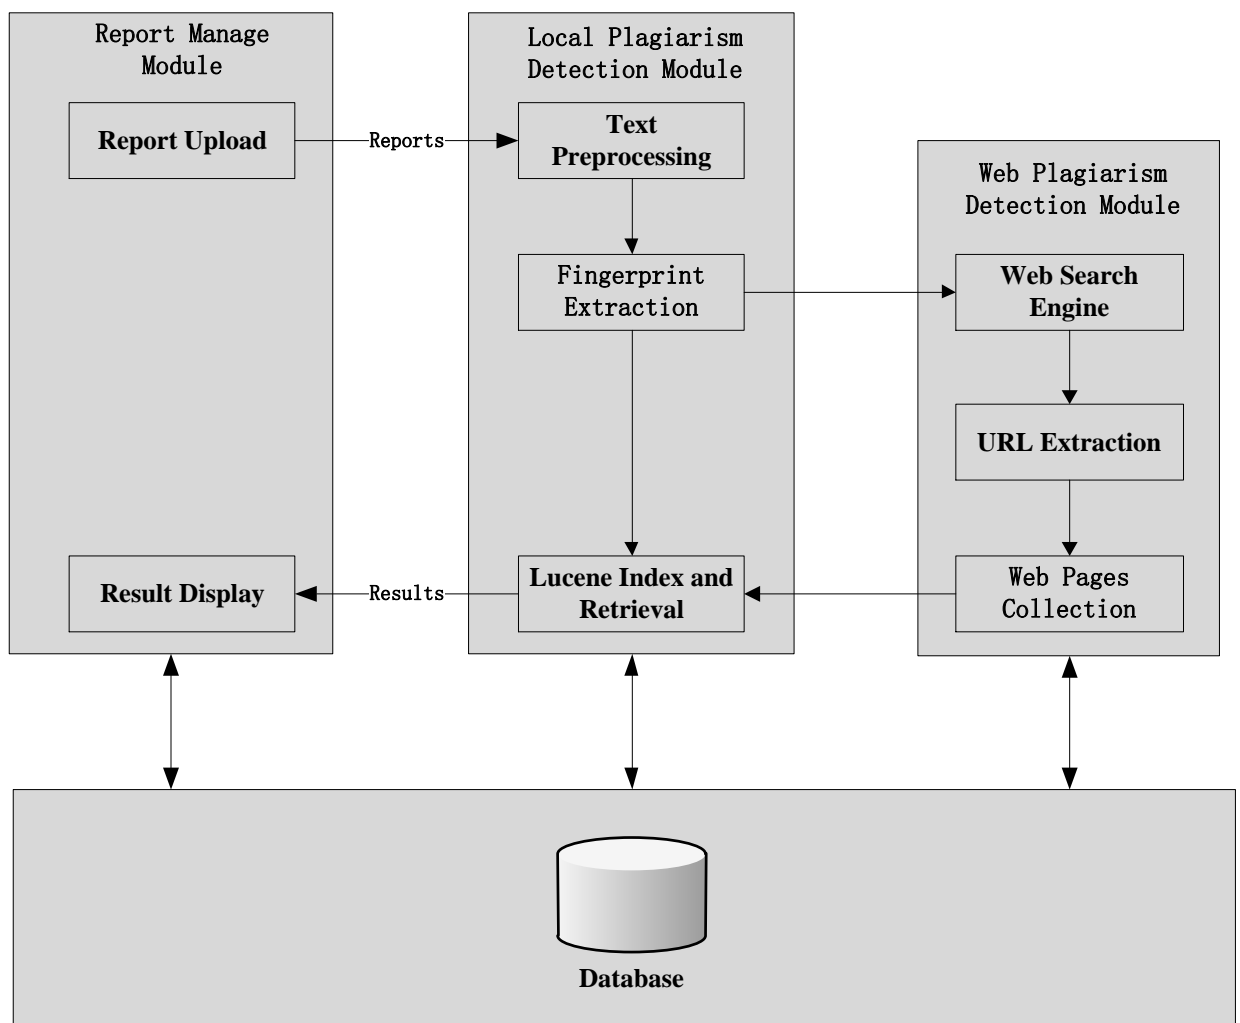 Report Manage
Module
Report Upload
Reports
Result Display
Results
Local Plagiarism
Detection Module
Text
Preprocessing
Fingerprint
Extraction
Lucene Index and
Retrieval
Web Plagiarism
Detection Module
Web Search
Engine
URL Extraction
Web Pages
Collection
Database